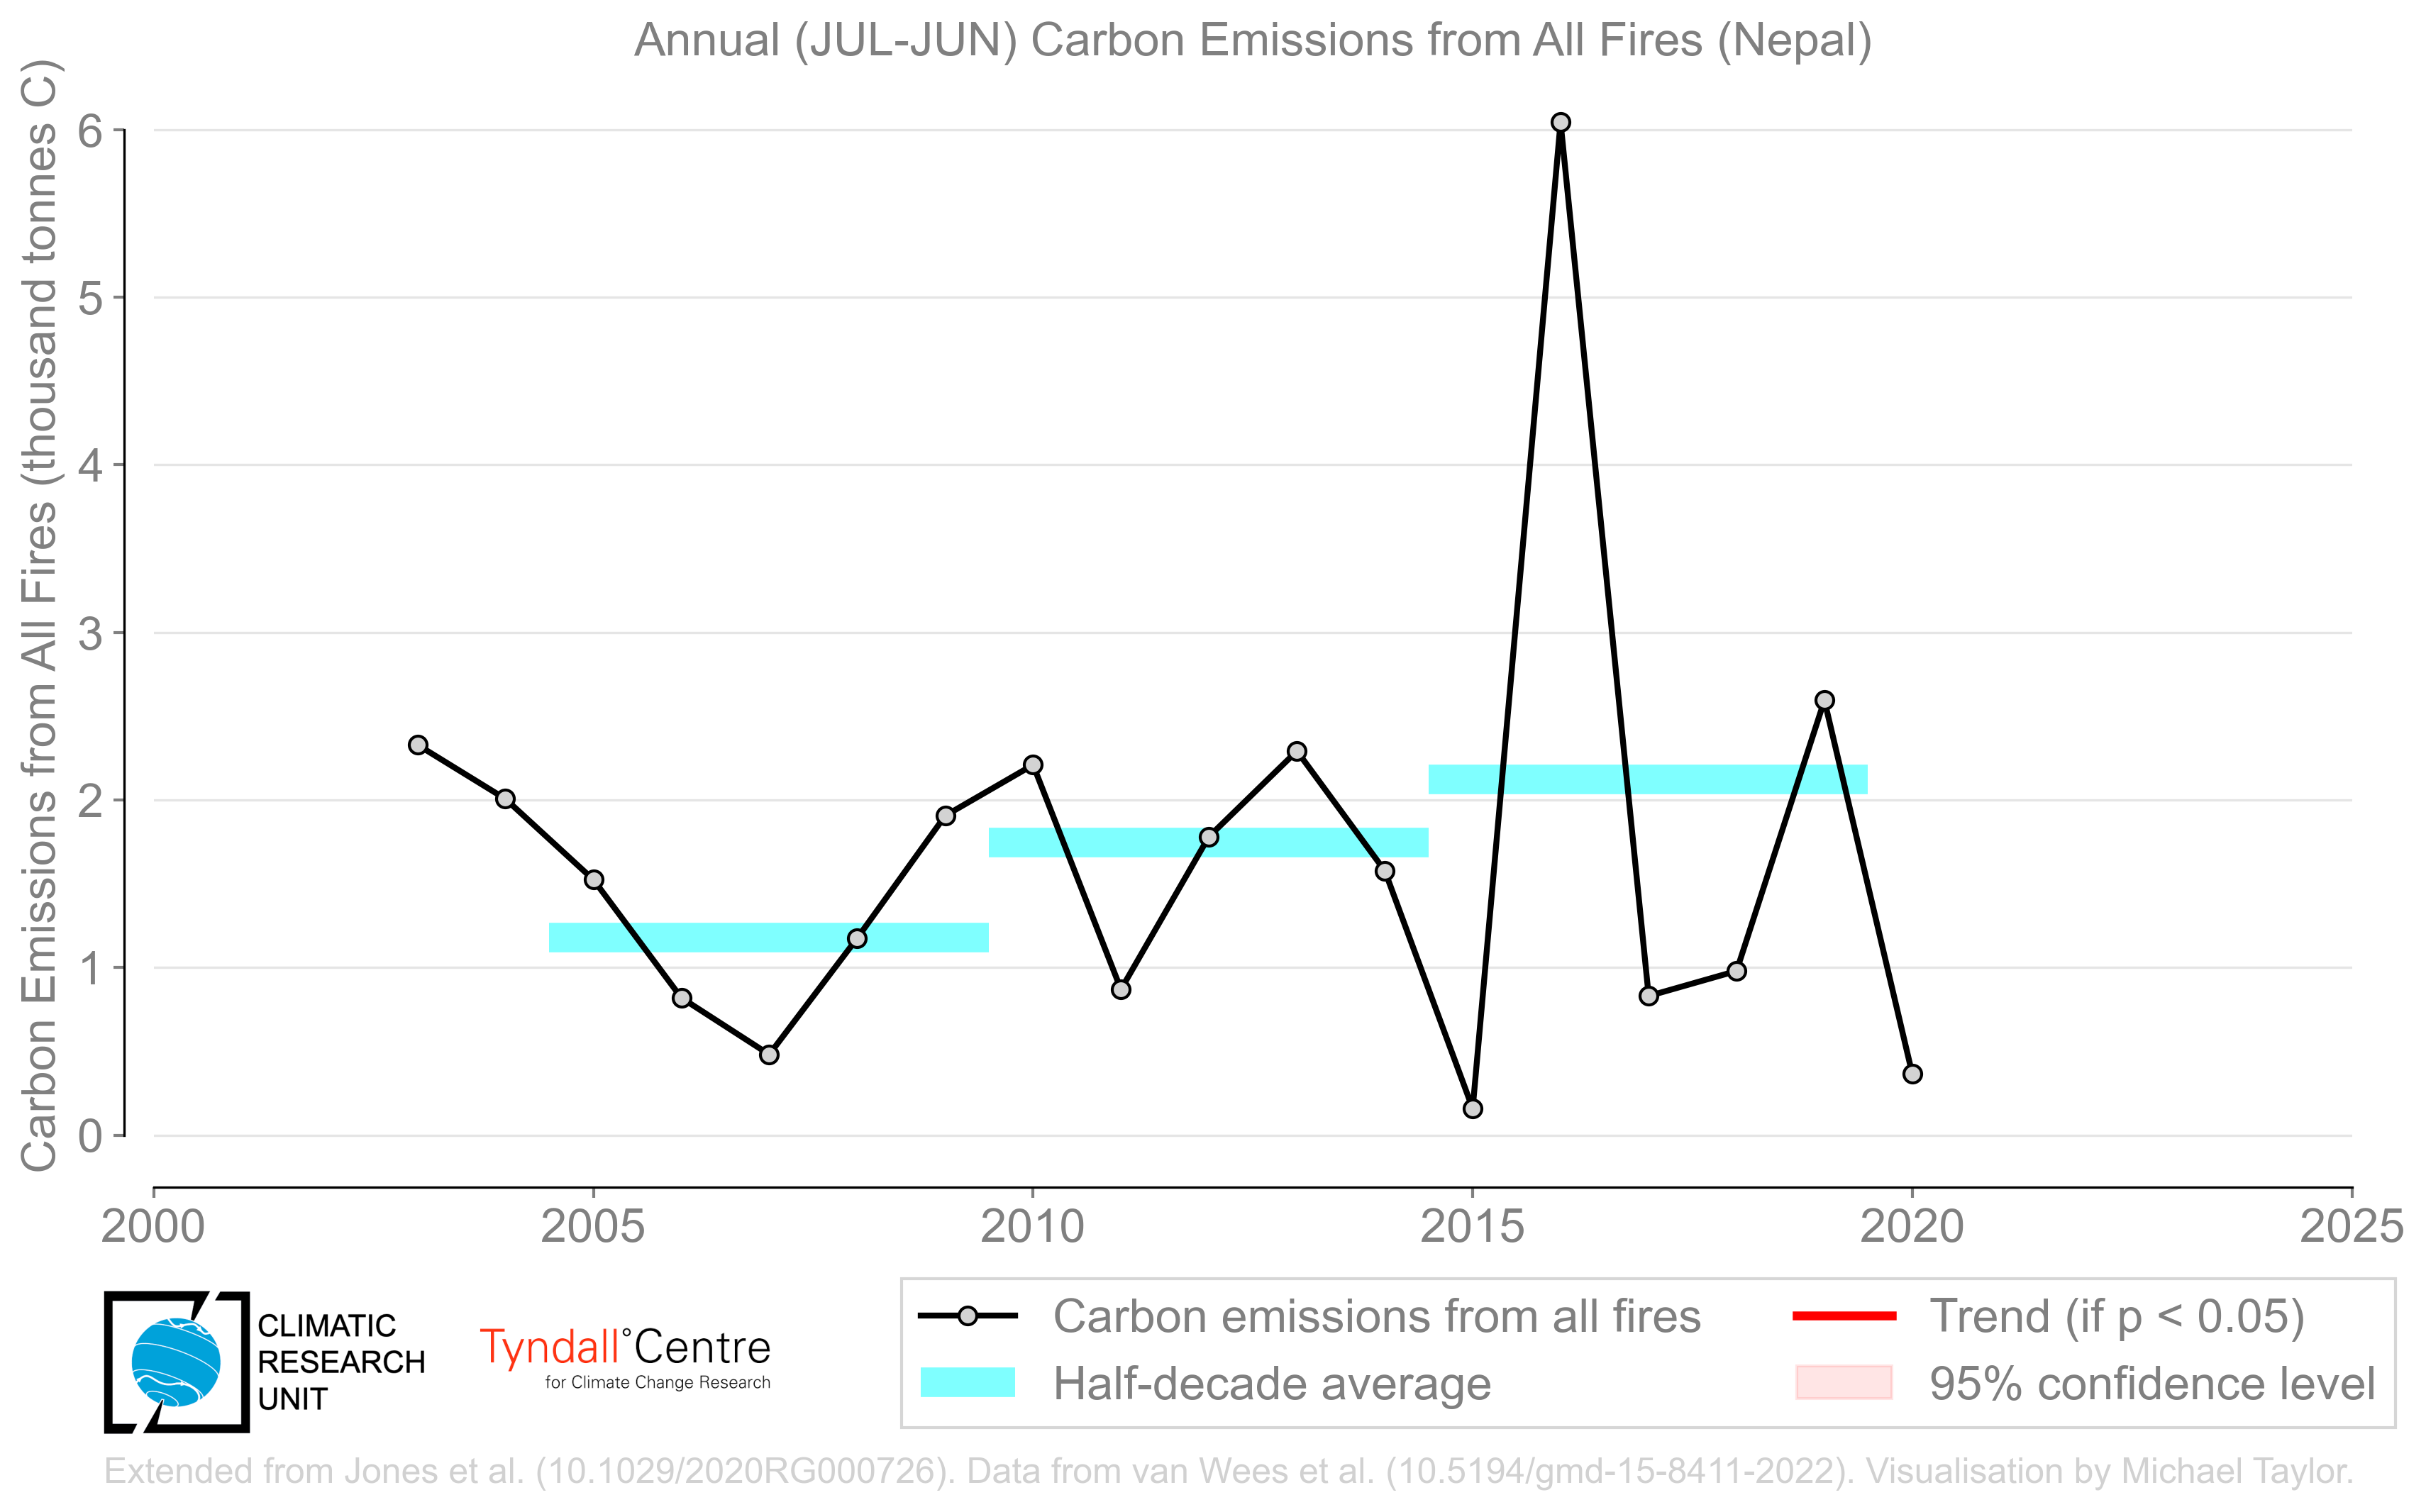 Annual (JUL-JUN) Carbon Emissions from All Fires (Nepal)
Carbon Emissions from All Fires (thousand tonnes C)
6
5
4
3
2
1
0
2000 2005 2010 2015 2020 2025
CLIMATIC
RESEARCH
UNIT
Tyndall°Centre
for Climate Change Research
Carbon emissions from all fires
Half-decade average
Trend (if p < 0.05)
95% confidence level
Extended from Jones et al. (10.1029/2020RG000726). Data from van Wees et al. (10.5194/gmd-15-8411-2022). Visualisation by Michael Taylor.